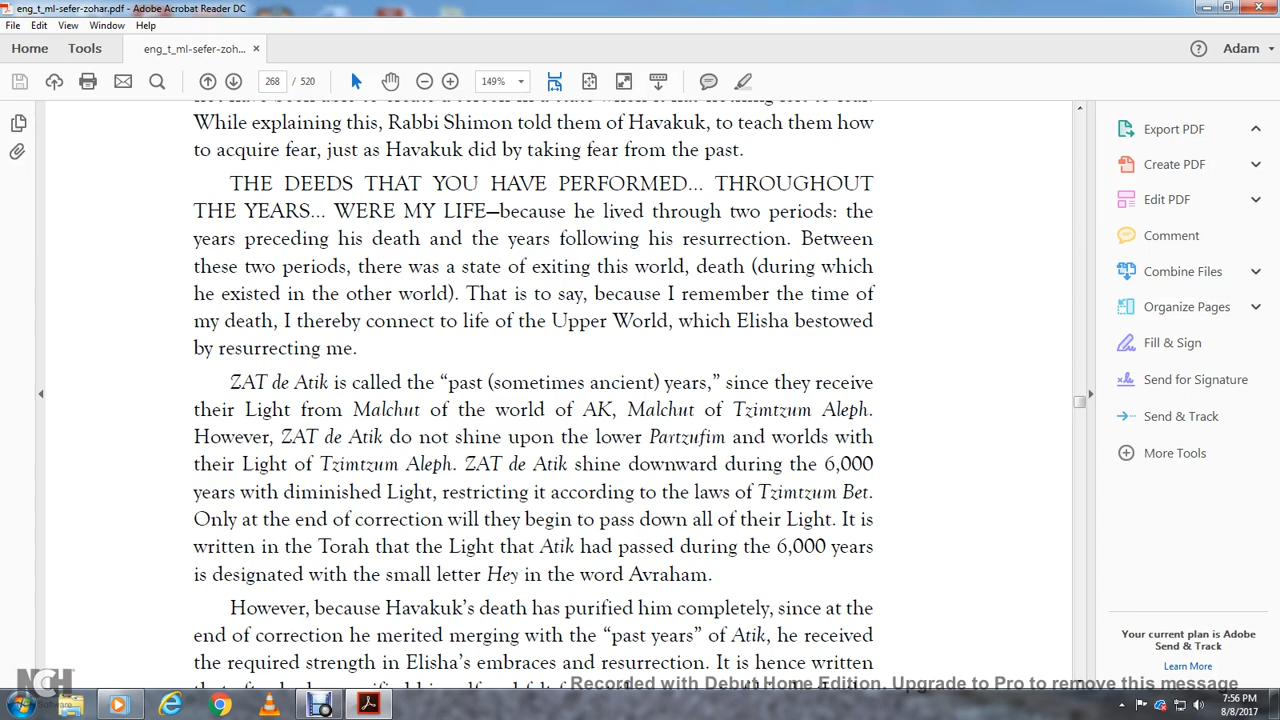 eng_t_ml-sefer-zohar.pdf - Adobe Acrobat Reader DC
File Edit View Window Help
Home Tools eng_t_ml-sefer-zoh... × Adam
268 / 520 149%
While explaining this, Rabbi Shimon told them of Havakuk, to teach them how
to acquire fear, just as Havakuk did by taking fear from the past.
THE DEEDS THAT YOU HAVE PERFORMED... THROUGHOUT
THE YEARS... WERE MY LIFE—because he lived through two periods: the
years preceding his death and the years following his resurrection. Between
these two periods, there was a state of exiting this world, death (during which
he existed in the other world). That is to say, because I remember the time of
my death, I thereby connect to life of the Upper World, which Elisha bestowed
by resurrecting me.
ZAT de Atik is called the “past (sometimes ancient) years,” since they receive
their Light from Malchut of the world of AK, Malchut of Tzimtzum Aleph.
However, ZAT de Atik do not shine upon the lower Partzufim and worlds with
their Light of Tzimtzum Aleph. ZAT de Atik shine downward during the 6,000
years with diminished Light, restricting it according to the laws of Tzimtzum Bet.
Only at the end of correction will they begin to pass down all of their Light. It is
written in the Torah that the Light that Atik had passed during the 6,000 years
is designated with the small letter Hey in the word Avraham.
However, because Havakuk’s death has purified him completely, since at the
end of correction he merited merging with the “past years” of Atik, he received
the required strength in Elisha’s embraces and resurrection. It is hence written
Export PDF
Create PDF
Edit PDF
Comment
Combine Files
Organize Pages
Fill & Sign
Send for Signature
Send & Track
More Tools
Your current plan is Adobe
Send & Track
Learn More
NCH Software
Recorded with Debut Home Edition. Upgrade to Pro to remove this message
7:56 PM
8/8/2017